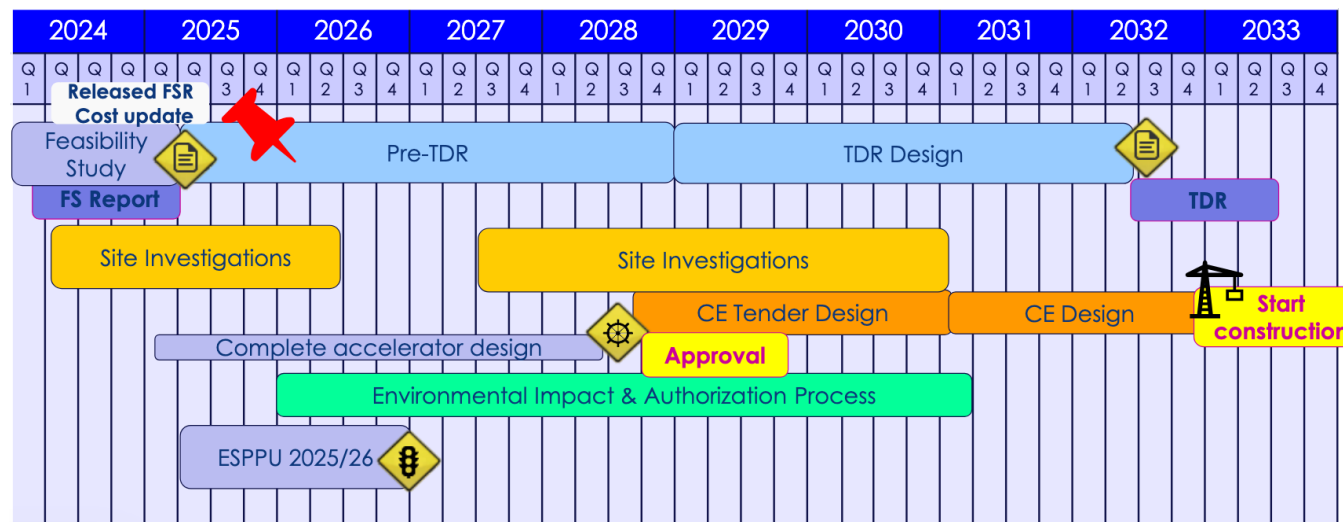 2024 2025 2026 2027 2028 2029 2030 2031 2032 2033
Q Q Q Q Q Q Q Q Q Q Q Q Q Q Q Q Q Q Q Q Q Q Q Q Q Q Q Q Q Q Q Q Q Q Q Q Q Q Q Q
1 3 4 1 2 3 4 1 2 3 4 1 2 3 4 1 2 3 4 1 2 3 4 1 2 3 4 1 2 3 4 1 2 3 4
Released FSR
Cost update
Feasibility
Study
Pre-TDR
TDR Design
FS Report
TDR
Site Investigations
Site Investigations
CE Tender Design
CE Design
Start
construction
Complete accelerator design
Approval
Environmental Impact & Authorization Process
ESPPU 2025/26